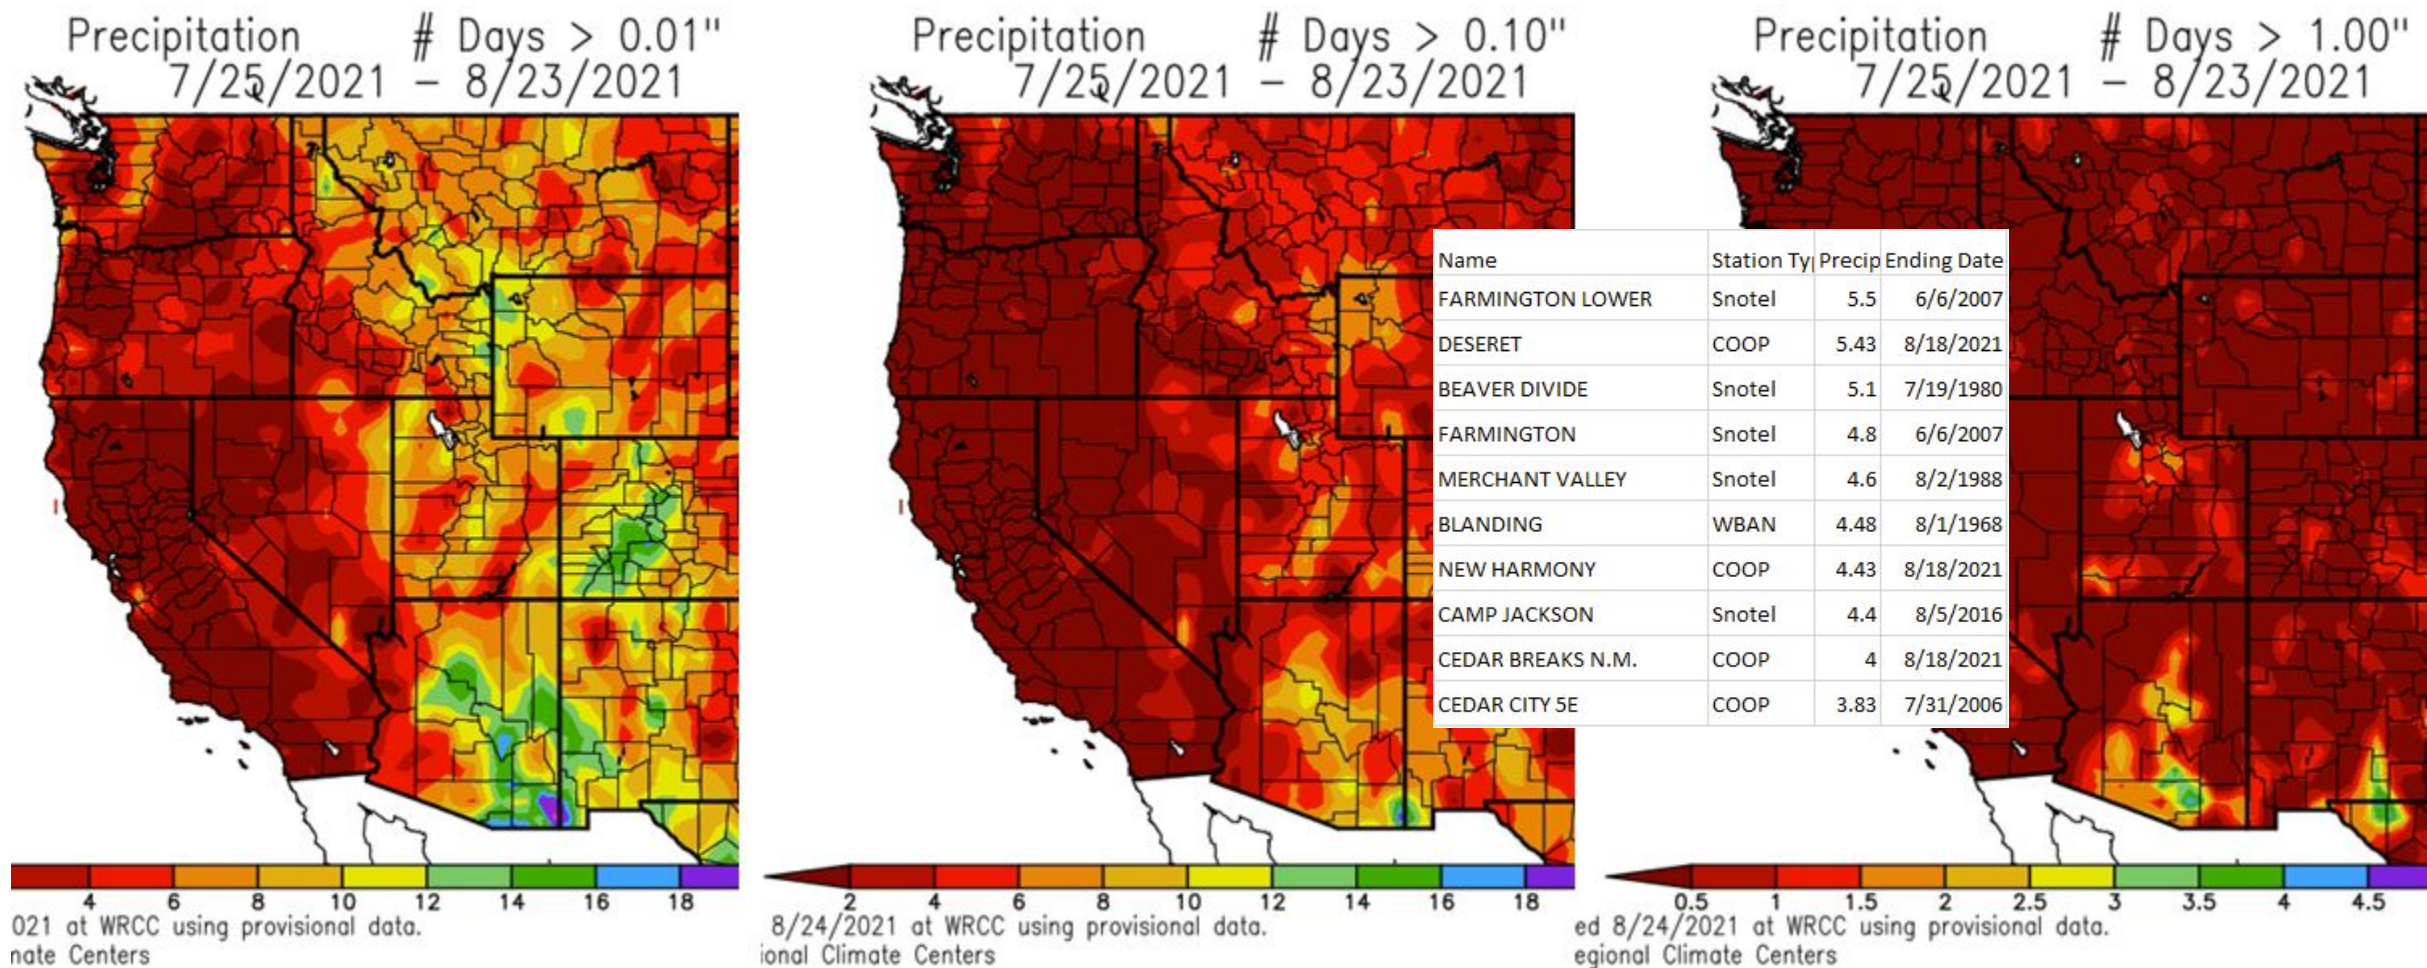 Precipitation # Days > 0.01"
7/25/2021 – 8/23/2021
4 6 8 10 12 14 16 18
021 at WRCC using provisional data.
mate Centers
Precipitation # Days > 0.10"
7/25/2021 – 8/23/2021
2 4 6 8 10 12 14 16 18
8/24/2021 at WRCC using provisional data.
ional Climate Centers
Name Station Ty Precip Ending Date
FARMINGTON LOWER Snotel 5.5 6/6/2007
DESERET COOP 5.43 8/18/2021
BEAVER DIVIDE Snotel 5.1 7/19/1980
FARMINGTON Snotel 4.8 6/6/2007
MERCHANT VALLEY Snotel 4.6 8/2/1988
BLANDING WBAN 4.48 8/1/1968
NEW HARMONY COOP 4.43 8/18/2021
CAMP JACKSON Snotel 4.4 8/5/2016
CEDAR BREAKS N.M. COOP 4 8/18/2021
CEDAR CITY 5E COOP 3.83 7/31/2006
Precipitation # Days > 1.00"
7/25/2021 – 8/23/2021
0.5 1 1.5 2 2.5 3 3.5 4 4.5
ed 8/24/2021 at WRCC using provisional data.
egional Climate Centers